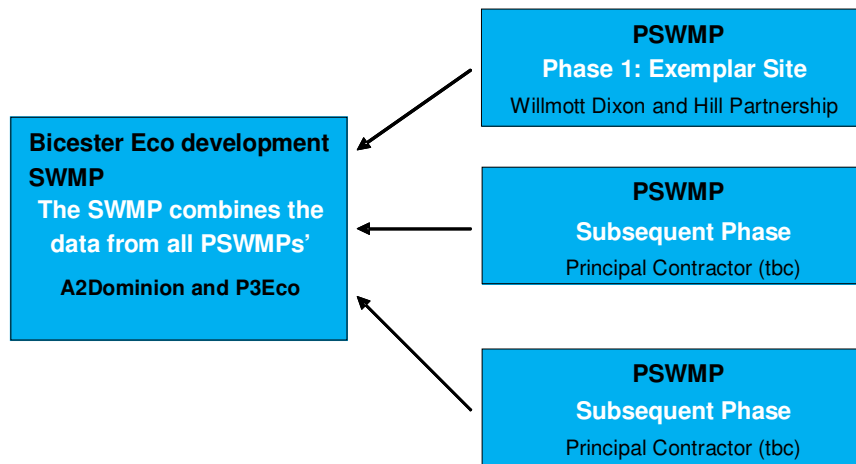 Bicester Eco development
SWMP
The SWMP combines the
data from all PSWMPs’
A2Dominion and P3Eco
PSWMP
Phase 1: Exemplar Site
Willmott Dixon and Hill Partnership
PSWMP
Subsequent Phase
Principal Contractor (tbc)
PSWMP
Subsequent Phase
Principal Contractor (tbc)